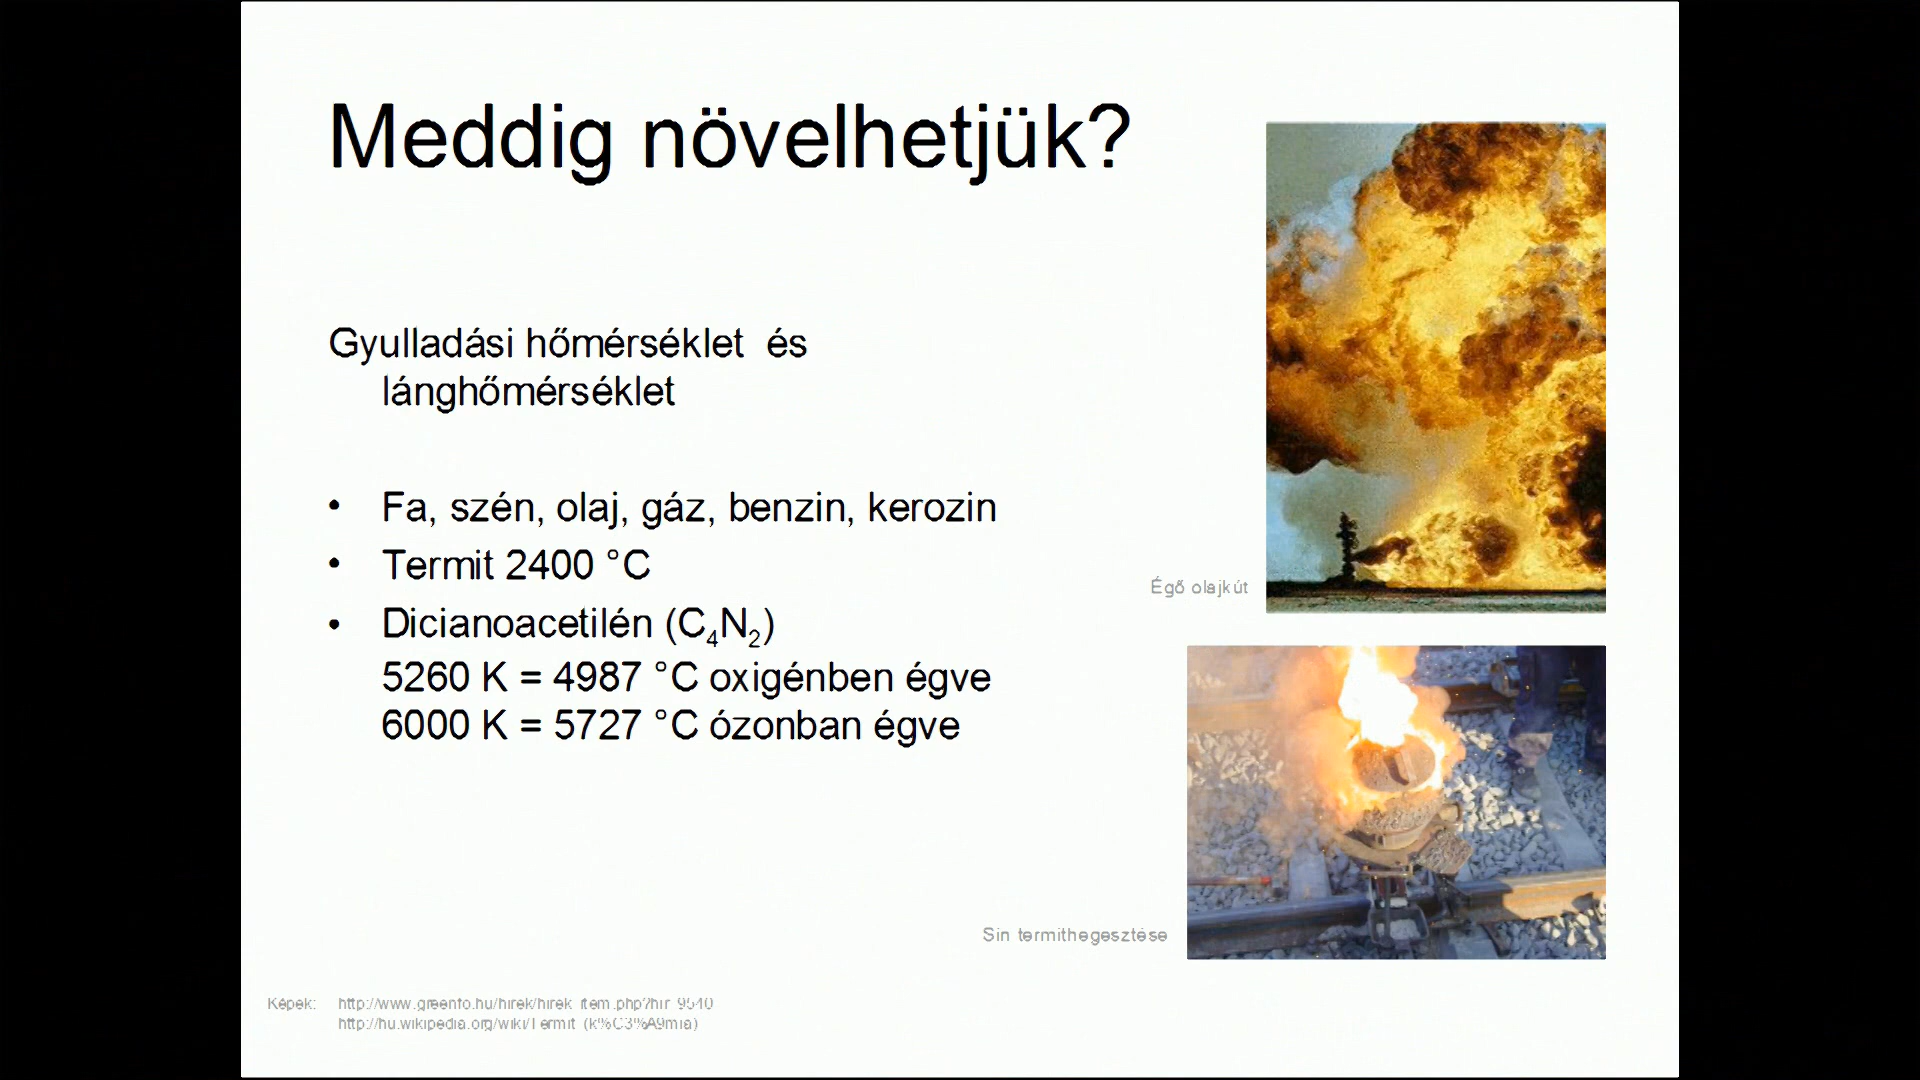 Meddig növelhetjük?
Gyulladási hőmérséklet és
lánghőmérséklet
• Fa, szén, olaj, gáz, benzin, kerozin
• Termit 2400 °C
• Dicianoacetilén (C₄N₂)
5260 K = 4987 °C oxigénben égve
6000 K = 5727 °C ózonban égve
Égő olajkút
Sín termithegesztése
Képek: http://www.greenfo.hu/hirek/hirek_item.php?hir_9540
http://hu.wikipedia.org/wiki/Termit_(k%C3%A9mia)